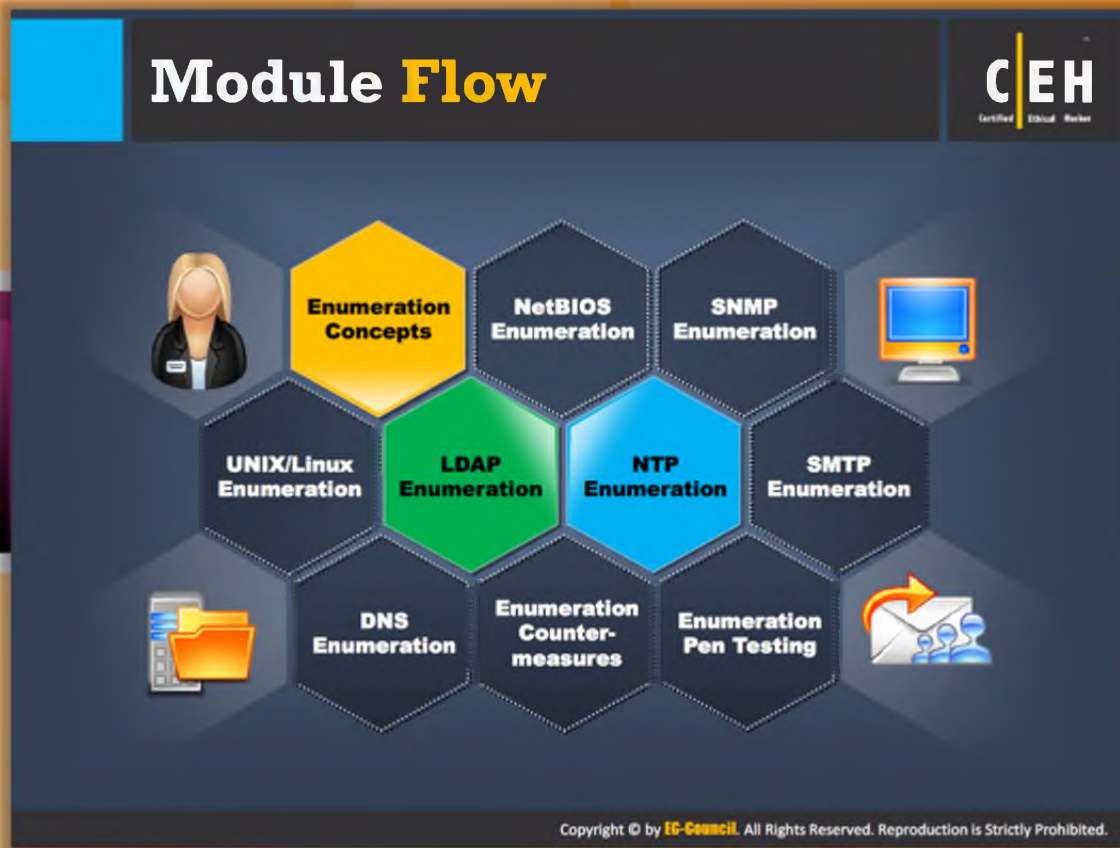 Module Flow
C EH
Certified Ethical Hacker
Enumeration
Concepts
NetBIOS
Enumeration
SNMP
Enumeration
UNIX/Linux
Enumeration
LDAP
Enumeration
NTP
Enumeration
SMTP
Enumeration
DNS
Enumeration
Enumeration
Counter-
measures
Enumeration
Pen Testing
Copyright © by EC-Council. All Rights Reserved. Reproduction is Strictly Prohibited.